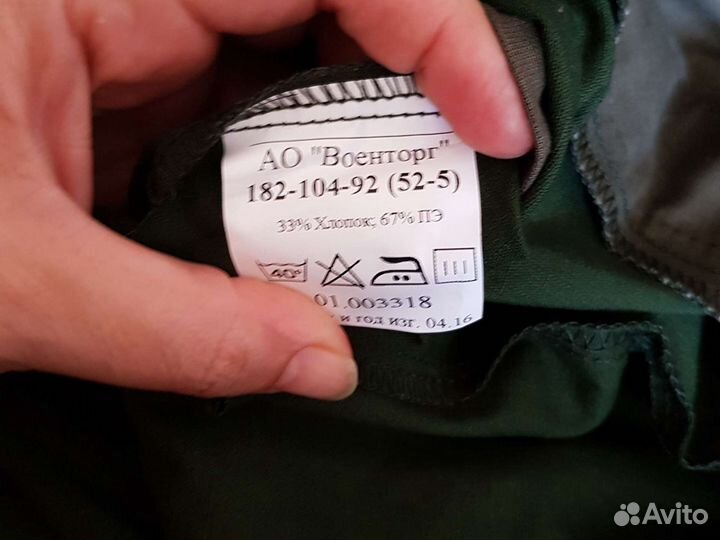 АО "Военторг"
182-104-92 (52-5)
33% Хлопок; 67% ПЭ
40°
01.003318
и год изг. 04.16
Avito